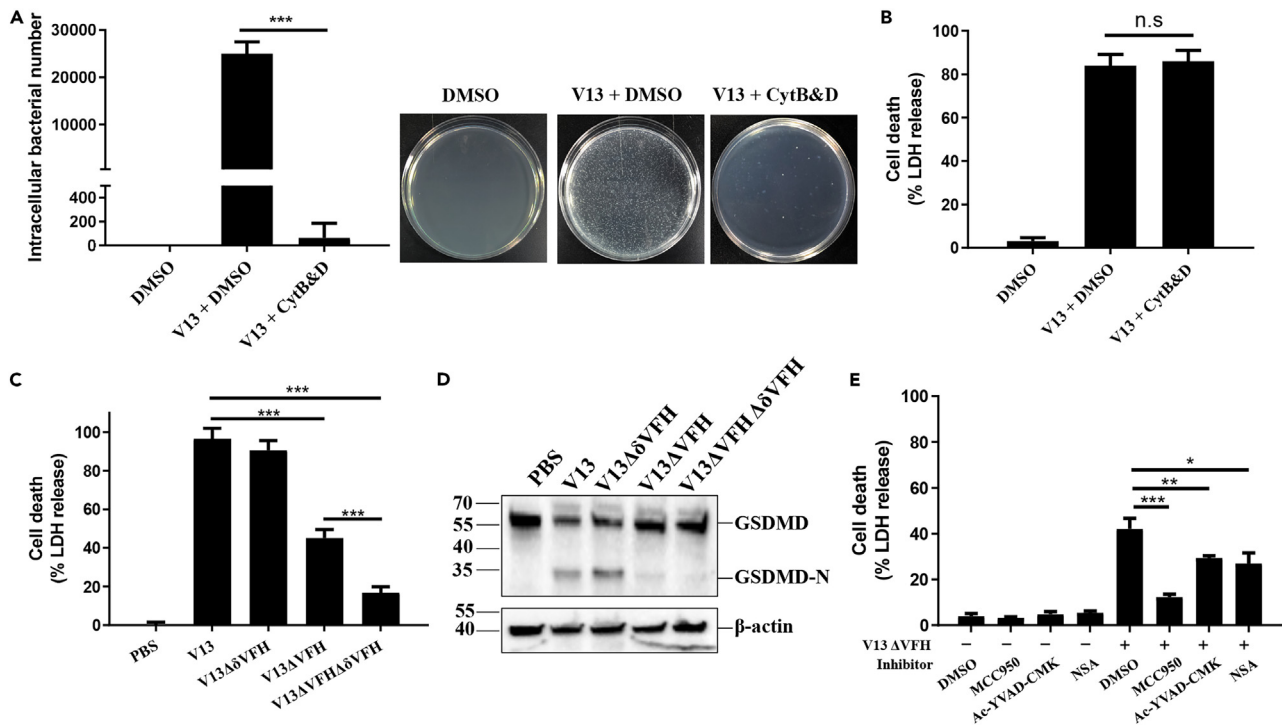 A
Intracellular bacterial number
30000
20000
10000
400
200
0
***
DMSO
V13 + DMSO
V13 + CytB&D
DMSO
V13 + DMSO
V13 + CytB&D
B
Cell death
(% LDH release)
100
80
60
40
20
0
n.s
DMSO
V13 + DMSO
V13 + CytB&D
C
Cell death
(% LDH release)
100
80
60
40
20
0
***
***
***
PBS
V13
V13ΔδVFH
V13ΔVFH
V13ΔVFHΔδVFH
D
PBS
V13
V13ΔδVFH
V13ΔVFH
V13ΔVFH ΔδVFH
70
55
40
35
55
40
GSDMD
GSDMD-N
β-actin
E
Cell death
(% LDH release)
100
80
60
40
20
0
*
**
***
V13 ΔVFH − − − − + + + +
Inhibitor
DMSO
MCC950
Ac-YVAD-CMK
NSA
DMSO
MCC950
Ac-YVAD-CMK
NSA